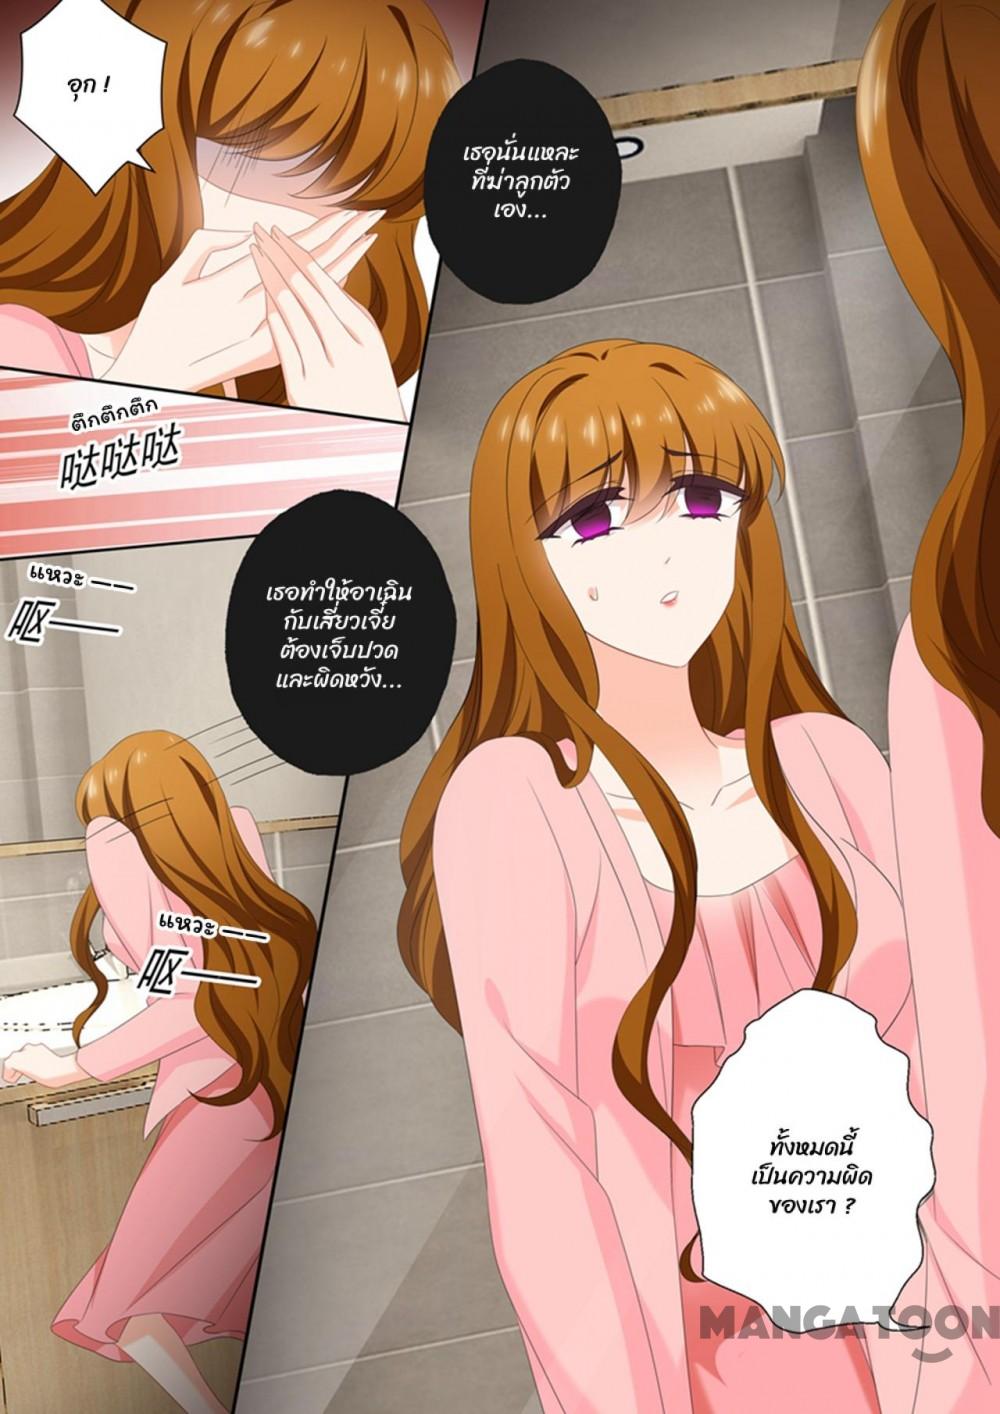 อุก !
เธอนั่นแหละ
ที่ฆ่าลูกตัว
เอง...
ตึกตึกตึก
哒哒哒
แหวะ ——
呕——
เธอทำให้อาเฉิน
กับเสี่ยวเจี๋ย
ต้องเจ็บปวด
และผิดหวัง...
แหวะ ——
呕——
ทั้งหมดนี้
เป็นความผิด
ของเรา ?
MANGATOON